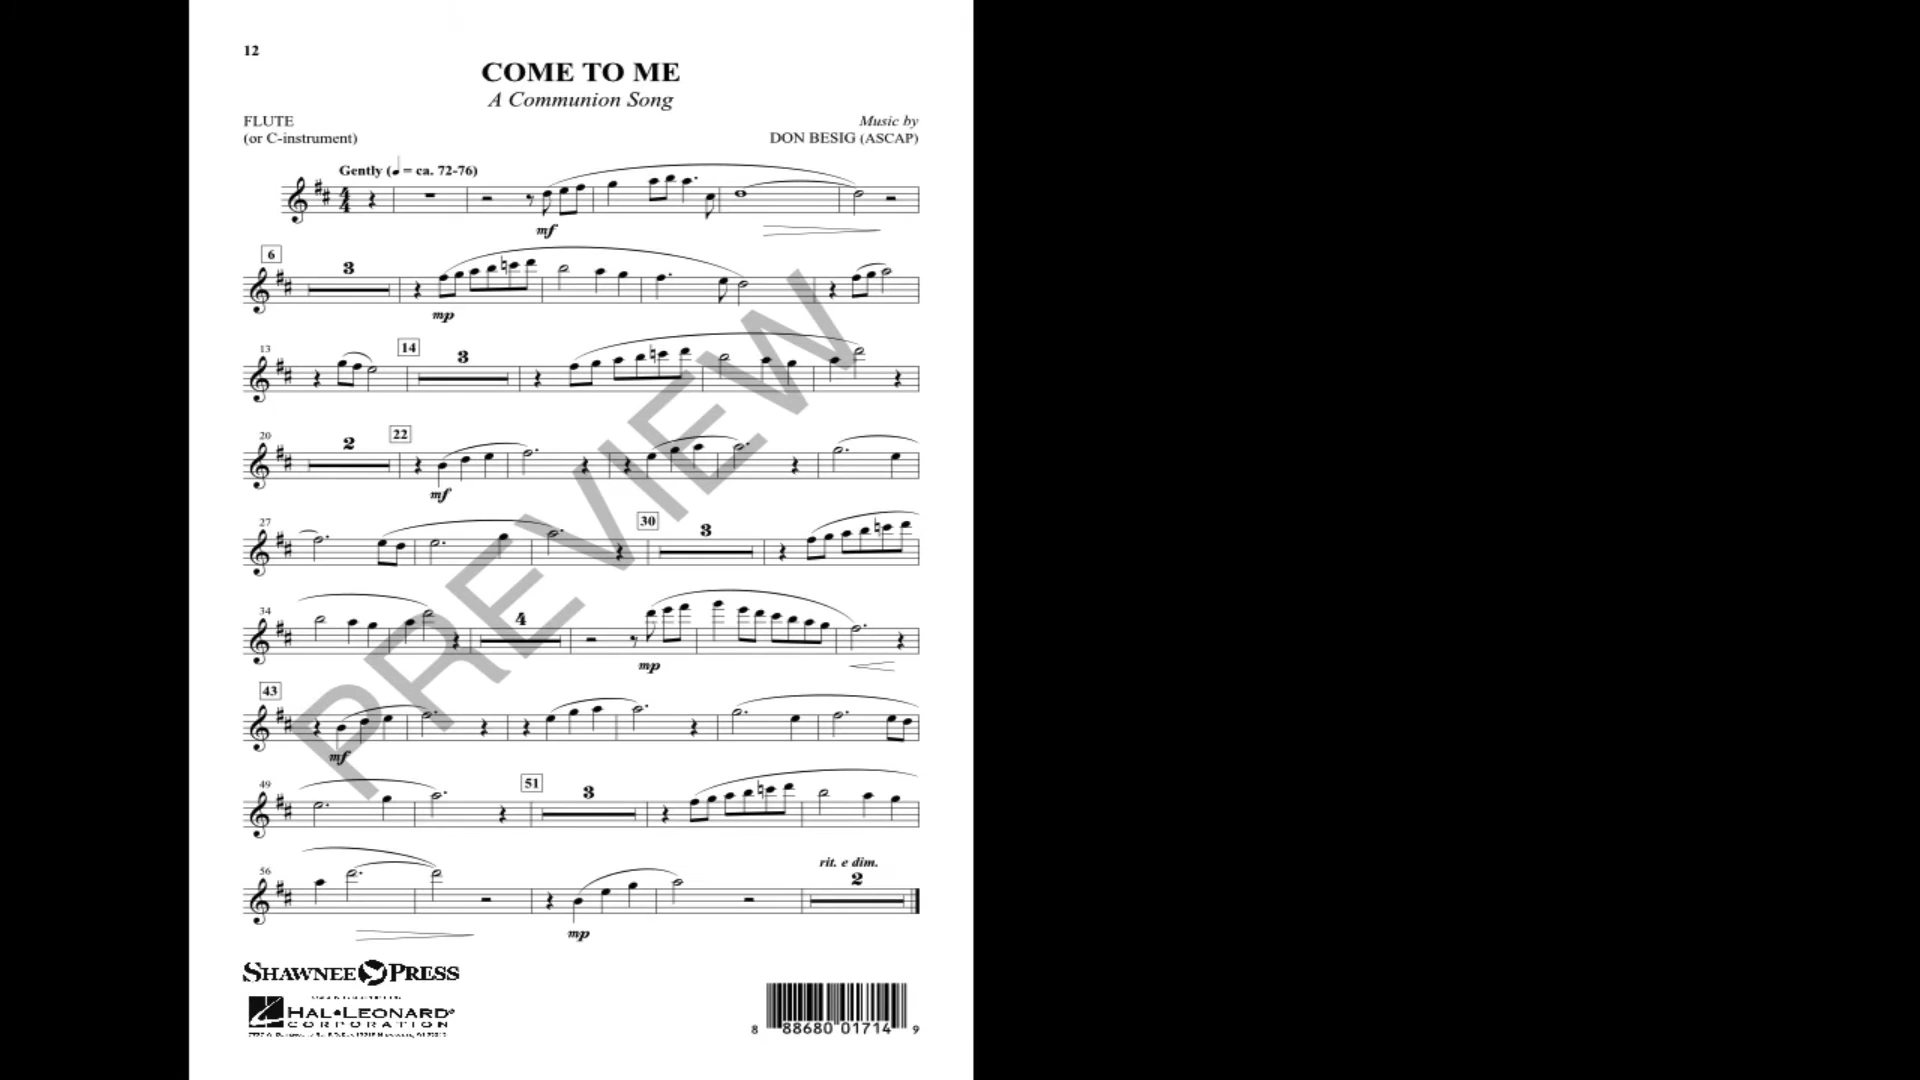 12
COME TO ME
A Communion Song
FLUTE
(or C-instrument)
Music by
DON BESIG (ASCAP)
Gently (♩ = ca. 72-76)
4
4
mf
6
3
mp
13
14
3
20
2
22
mf
27
30
3
34
4
mp
43
mf
49
51
3
56
rit. e dim.
2
mp
PREVIEW
SHAWNEE PRESS
HAL•LEONARD®
CORPORATION
8 88680 01714 9